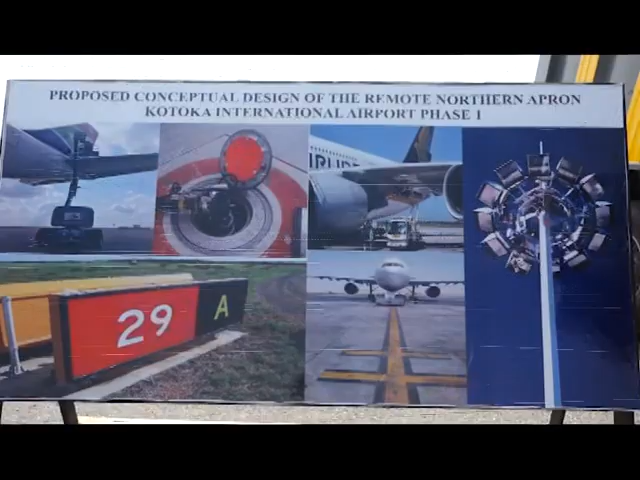 PROPOSED CONCEPTUAL DESIGN OF THE REMOTE NORTHERN APRON
KOTOKA INTERNATIONAL AIRPORT PHASE 1
29 A